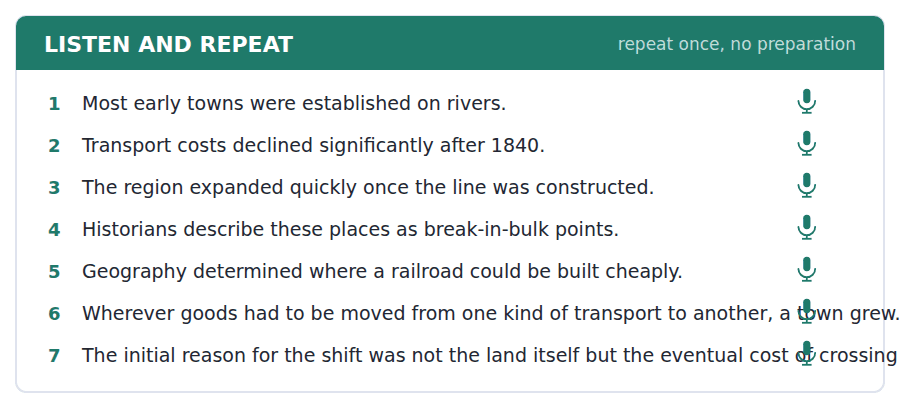 LISTEN AND REPEAT
repeat once, no preparation
1 Most early towns were established on rivers.
2 Transport costs declined significantly after 1840.
3 The region expanded quickly once the line was constructed.
4 Historians describe these places as break-in-bulk points.
5 Geography determined where a railroad could be built cheaply.
6 Wherever goods had to be moved from one kind of transport to another, a town grew.
7 The initial reason for the shift was not the land itself but the eventual cost of crossing